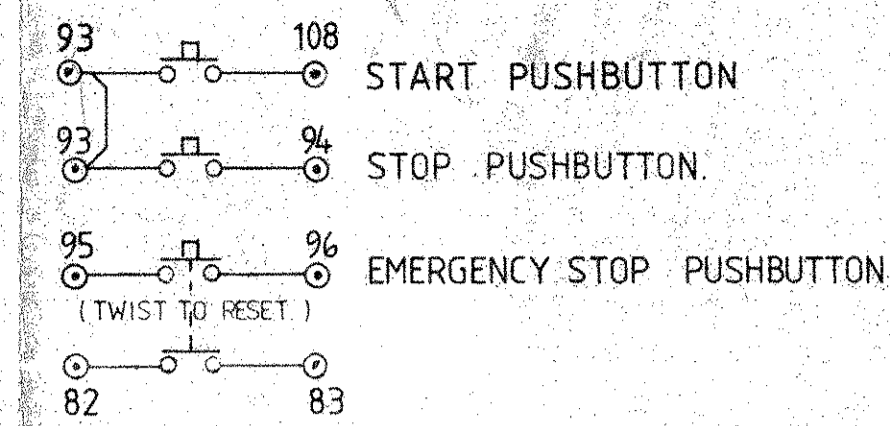 93 108
START PUSHBUTTON
93 94
STOP PUSHBUTTON.
95 96
EMERGENCY STOP PUSHBUTTON
(TWIST TO RESET.)
82 83